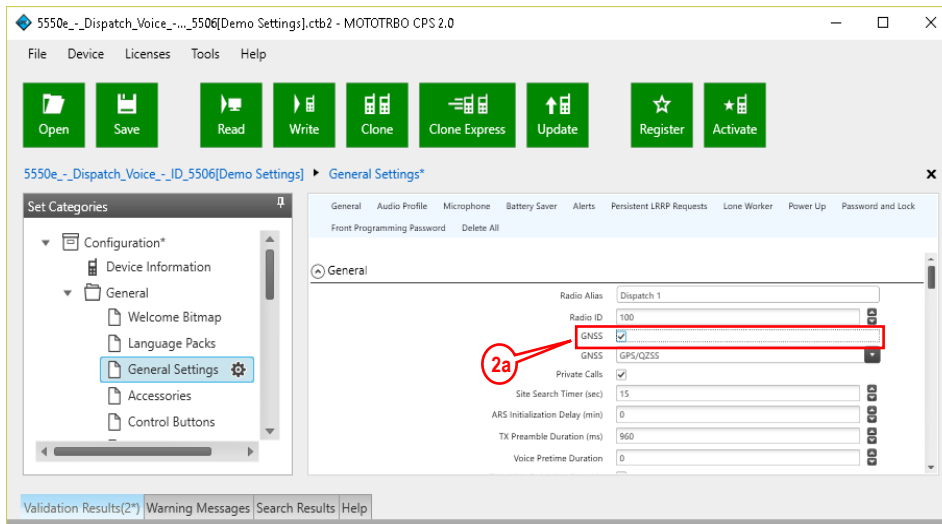 5550e_-_Dispatch_Voice_-..._5506[Demo Settings].ctb2 - MOTOTRBO CPS 2.0
File Device Licenses Tools Help
Open Save Read Write Clone Clone Express Update Register Activate
5550e_-_Dispatch_Voice_-_ID_5506[Demo Settings] General Settings*
Set Categories
Configuration*
Device Information
General
Welcome Bitmap
Language Packs
General Settings
Accessories
Control Buttons
General Audio Profile Microphone Battery Saver Alerts Persistent LRRP Requests Lone Worker Power Up Password and Lock
Front Programming Password Delete All
General
Radio Alias Dispatch 1
Radio ID 100
GNSS
2a
GNSS GPS/QZSS
Private Calls
Site Search Timer (sec) 15
ARS Initialization Delay (min) 0
TX Preamble Duration (ms) 960
Voice Pretime Duration 0
Validation Results(2*) Warning Messages Search Results Help